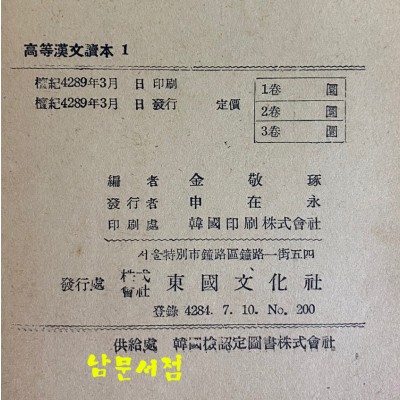 高等漢文讀本 1
檀紀4289年3月 日 印刷
檀紀4289年3月 日 發行 定價
1卷 圜
2卷 圜
3卷 圜
編者 金敬琢
發行者 申在永
印刷處 韓國印刷株式會社
서울特別市鐘路區鐘路一街五四
發行處 株式會社 東國文化社
登錄 4284. 7. 10. No. 200
供給處 韓國檢認定圖書株式會社
남문서점